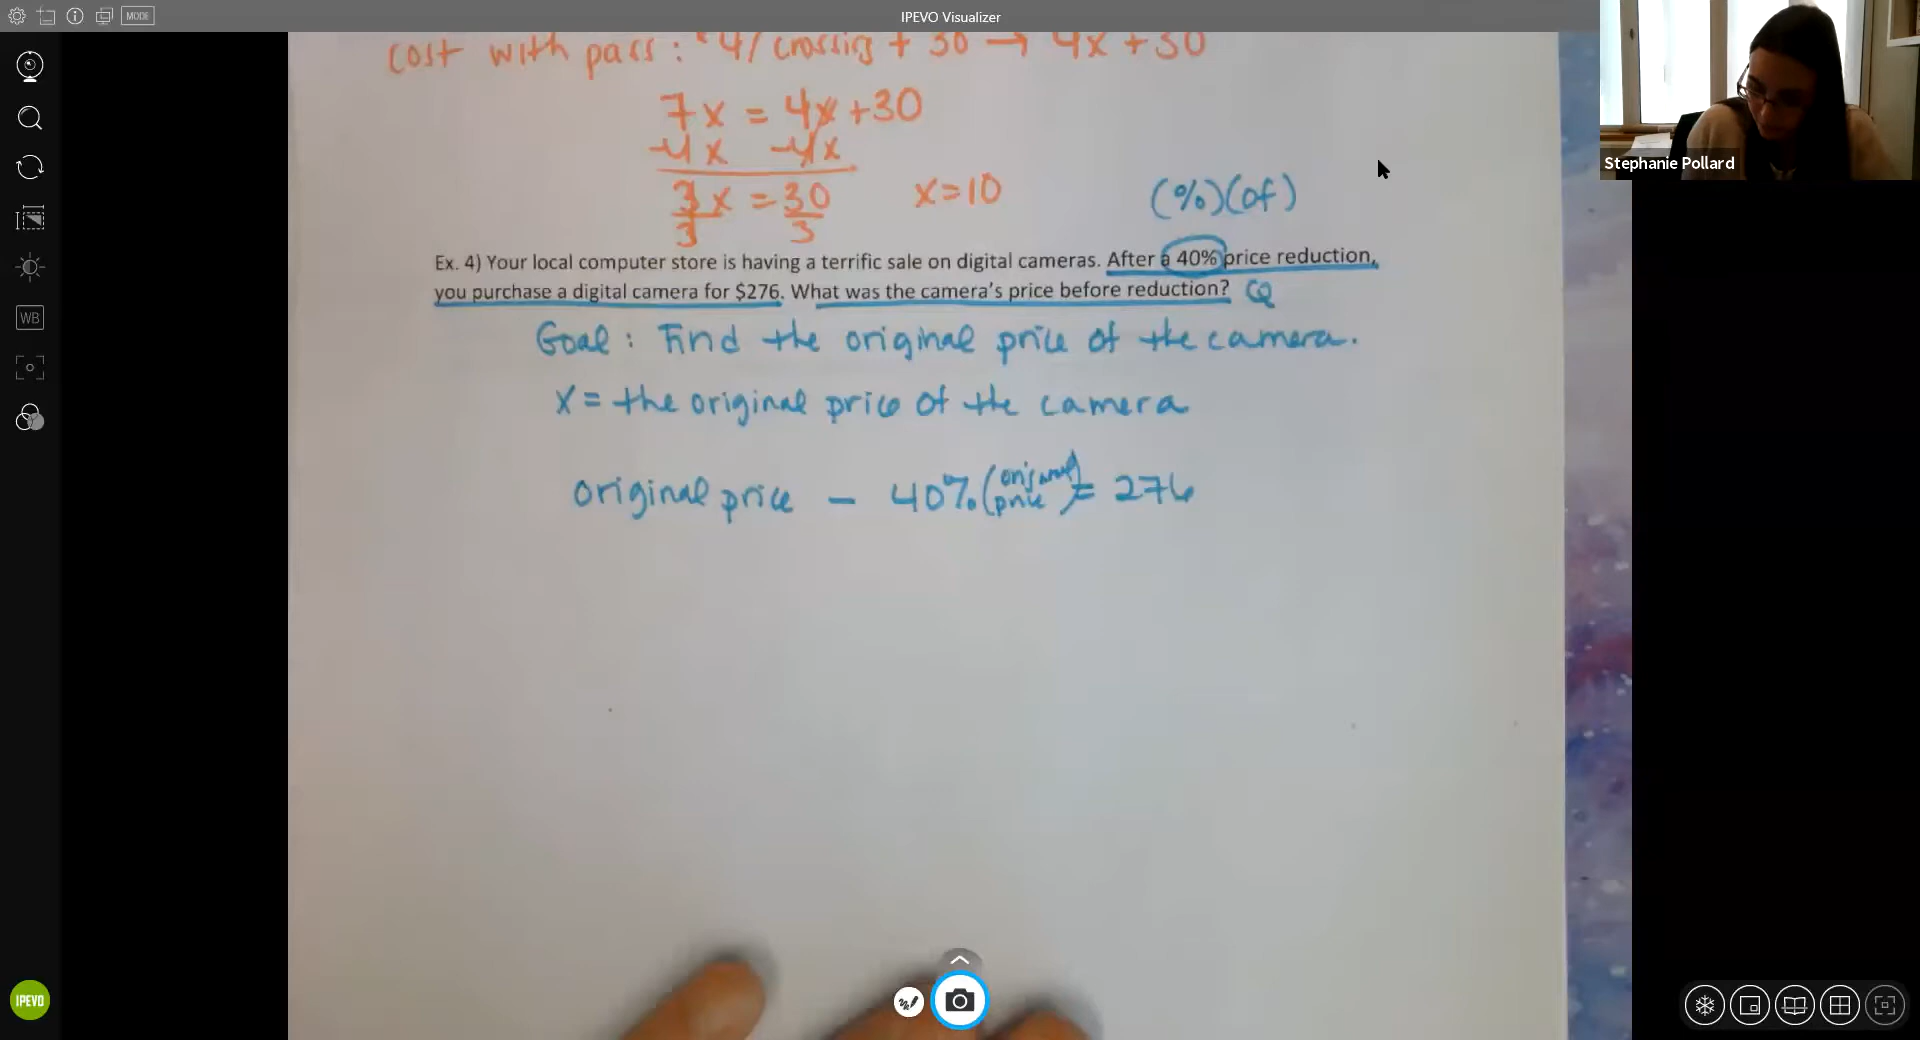 MODE
IPEVO Visualizer
Cost with pass: $4/crossing + 30 → 4x + 30
7x = 4x + 30
-4x -4x
3x = 30 x = 10
3 3
(%)(of)
Ex. 4) Your local computer store is having a terrific sale on digital cameras. After a 40% price reduction,
you purchase a digital camera for $276. What was the camera's price before reduction? CQ
Goal: Find the original price of the camera.
X = the original price of the camera
original price - 40% (original price) = 276
Stephanie Pollard
WB
IPEVO